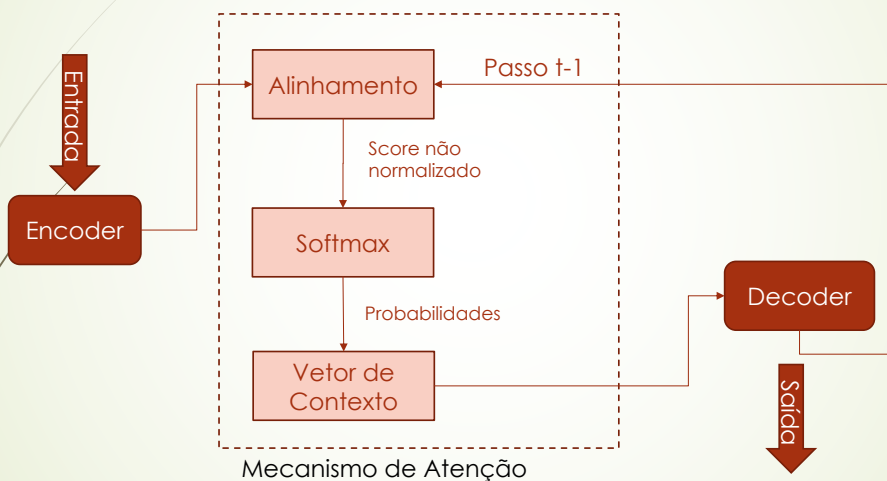 Entrada
Encoder
Alinhamento
Passo t-1
Score não
normalizado
Softmax
Probabilidades
Vetor de
Contexto
Decoder
Saída
Mecanismo de Atenção